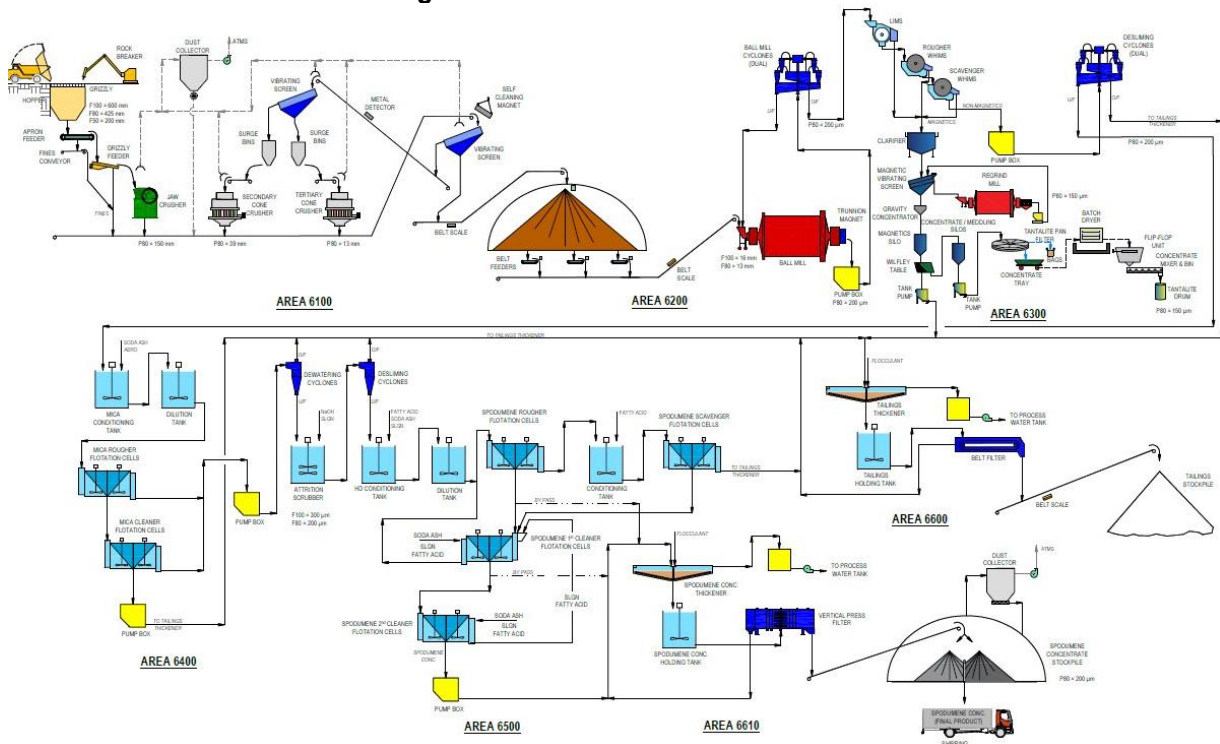 ROCK
BREAKER
DUST
COLLECTOR
ATMS
GRIZZLY
HOPPER
F100 = 600 mm
F80 = 425 mm
F50 = 200 mm
APRON
FEEDER
FINES
CONVEYOR
GRIZZLY
FEEDER
FINES
JAW
CRUSHER
P80 = 150 mm
VIBRATING
SCREEN
SURGE
BINS
SURGE
BINS
SECONDARY
CONE
CRUSHER
TERTIARY
CONE
CRUSHER
P80 = 13 mm
METAL
DETECTOR
SELF
CLEANING
MAGNET
VIBRATING
SCREEN
BELT SCALE
AREA 6100
BELT
FEEDERS
BELT
SCALE
AREA 6200
BALL MILL
CYCLONES
(DUAL)
U/F
O/F
P80 = 200 µm
F100 = 16 mm
F80 = 13 mm
BALL MILL
TRUNNION
MAGNET
PUMP BOX
P80 = 200 µm
LIMS
ROUGHER
WHIMS
SCAVENGER
WHIMS
NON MAGNETICS
MAGNETICS
PUMP BOX
DESLIMING
CYCLONES
(DUAL)
U/F
O/F
TO TAILINGS
THICKENER
P80 = 200 µm
CLARIFIER
MAGNETIC
VIBRATING
SCREEN
REGRIND
MILL
P80 = 150 µm
GRAVITY
CONCENTRATOR
CONCENTRATE / MIDDLING
SILOS
MAGNETICS
SILO
WILFLEY
TABLE
TANK
PUMP
TANK
PUMP
TANTALITE PAN
FILTER
BAGS
CONCENTRATE
TRAY
BATCH
DRYER
FLIP-FLOP
UNIT
CONCENTRATE
MIXER & BIN
TANTALITE
DRUM
P80 = 150 µm
AREA 6300
TO TAILINGS THICKENER
SODA ASH
AERO
MICA
CONDITIONING
TANK
DILUTION
TANK
MICA ROUGHER
FLOTATION CELLS
MICA CLEANER
FLOTATION CELLS
PUMP BOX
TO TAILINGS
THICKENER
AREA 6400
PUMP BOX
O/F
DEWATERING
CYCLONES
U/F
NaOH
SLGN
ATTRITION
SCRUBBER
F100 = 300 µm
F80 = 200 µm
O/F
DESLIMING
CYCLONES
U/F
FATTY ACID
SODA ASH
SLGN
HD CONDITIONING
TANK
DILUTION
TANK
SPODUMENE ROUGHER
FLOTATION CELLS
FATTY ACID
CONDITIONING
TANK
SPODUMENE SCAVENGER
FLOTATION CELLS
TO TAILINGS
THICKENER
BY PASS
SODA ASH
SLGN
FATTY ACID
SPODUMENE 1ST CLEANER
FLOTATION CELLS
BY PASS
SLGN
FATTY ACID
SPODUMENE 2ND CLEANER
FLOTATION CELLS
SODA ASH
SLGN
FATTY ACID
SPODUMENE
CONC
PUMP BOX
AREA 6500
FLOCCULANT
SPODUMENE CONC.
THICKENER
TO PROCESS
WATER TANK
SPODUMENE CONC.
HOLDING TANK
VERTICAL PRESS
FILTER
AREA 6610
FLOCCULANT
TAILINGS
THICKENER
TO PROCESS
WATER TANK
TAILINGS
HOLDING TANK
BELT FILTER
BELT SCALE
TAILINGS
STOCKPILE
AREA 6600
DUST
COLLECTOR
ATMS
SPODUMENE
CONCENTRATE
STOCKPILE
P80 = 200 µm
SPODUMENE CONC.
(FINAL PRODUCT)
SHIPPING